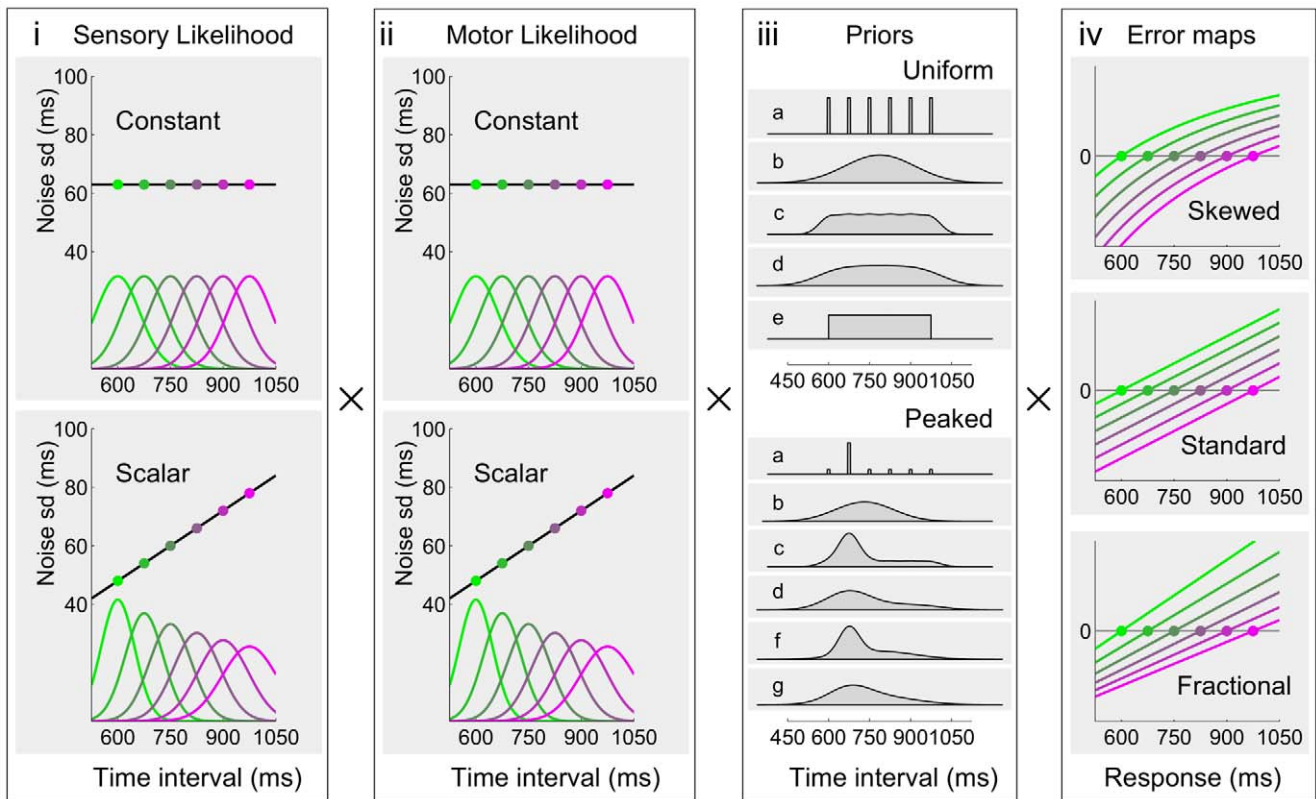 i Sensory Likelihood
Noise sd (ms)
100
80
60
40
Constant
600 750 900 1050
Noise sd (ms)
100
80
60
40
Scalar
600 750 900 1050
Time interval (ms)
×
ii Motor Likelihood
Noise sd (ms)
100
80
60
40
Constant
600 750 900 1050
Noise sd (ms)
100
80
60
40
Scalar
600 750 900 1050
Time interval (ms)
×
iii Priors
Uniform
a
b
c
d
e
450 600 750 900 1050
Peaked
a
b
c
d
f
g
450 600 750 900 1050
Time interval (ms)
×
iv Error maps
0
Skewed
600 750 900 1050
0
Standard
600 750 900 1050
0
Fractional
600 750 900 1050
Response (ms)